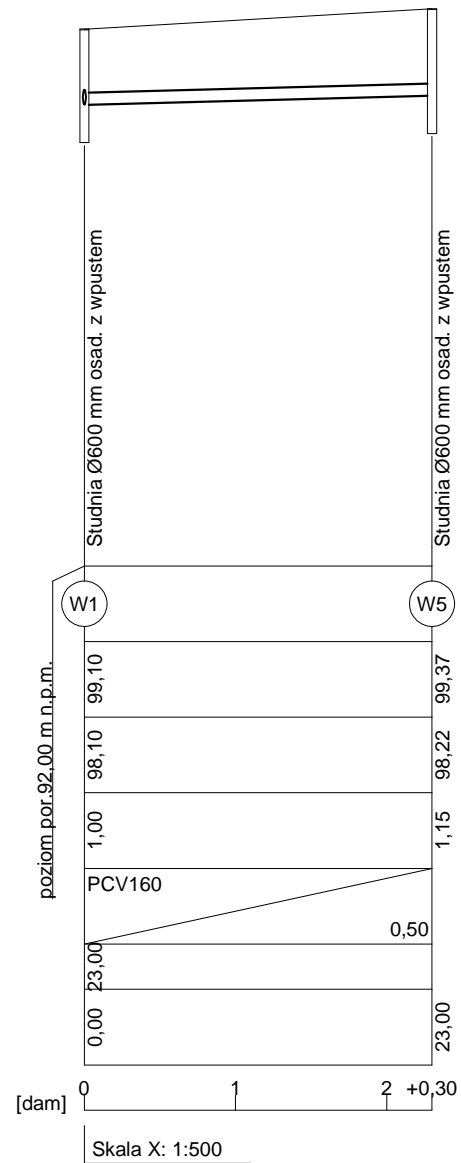 Studnia Ø600 mm osad. z wpustem
Studnia Ø600 mm osad. z wpustem
poziom por.92,00 m n.p.m.
W1
W5
99,10
99,37
98,10
98,22
1,00
1,15
PCV160
0,50
23,00
0,00
23,00
[dam]
0
1
2
+0,30
Skala X: 1:500